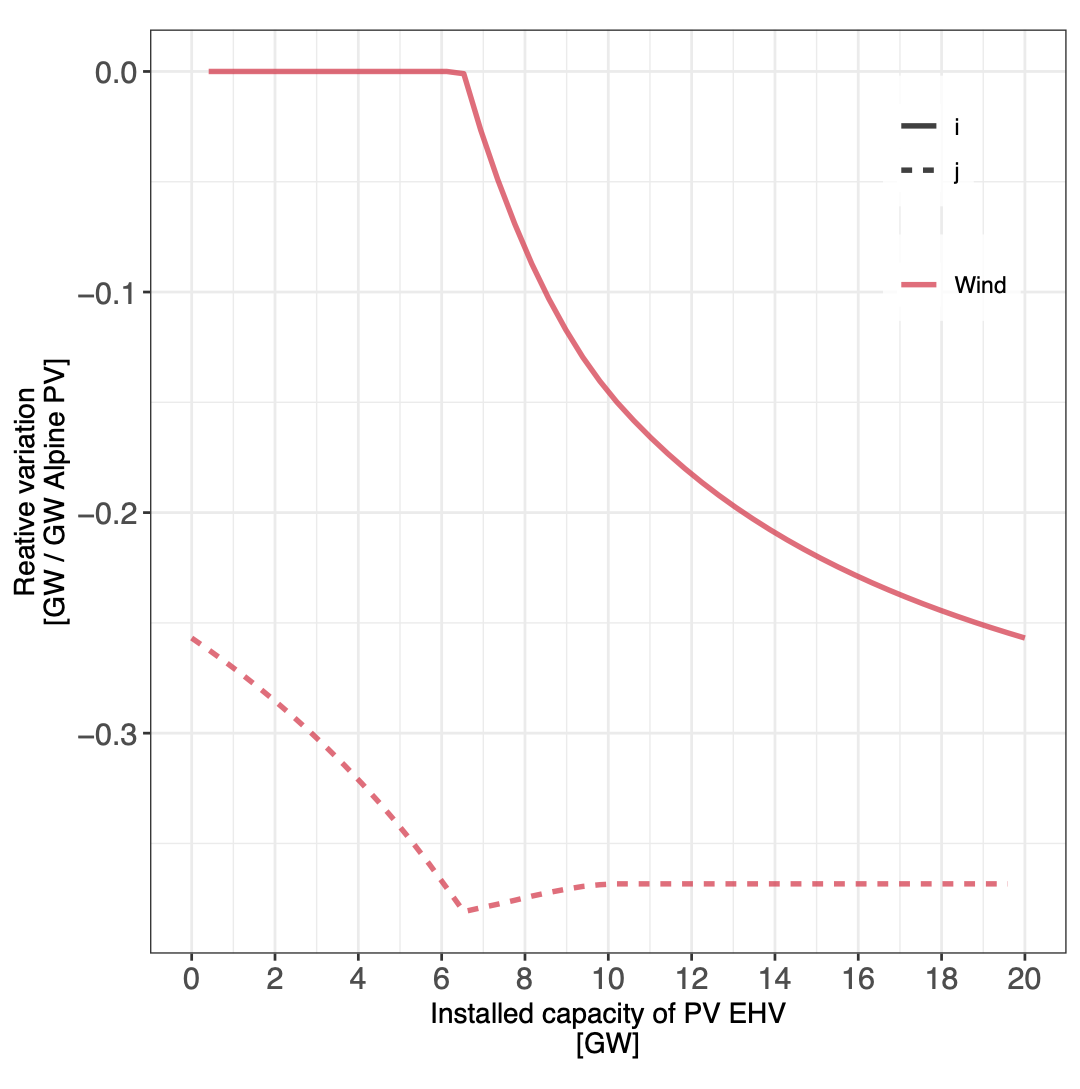 Reative variation
[GW / GW Alpine PV]
0.0
−0.1
−0.2
−0.3
i
j
Wind
0 2 4 6 8 10 12 14 16 18 20
Installed capacity of PV EHV
[GW]